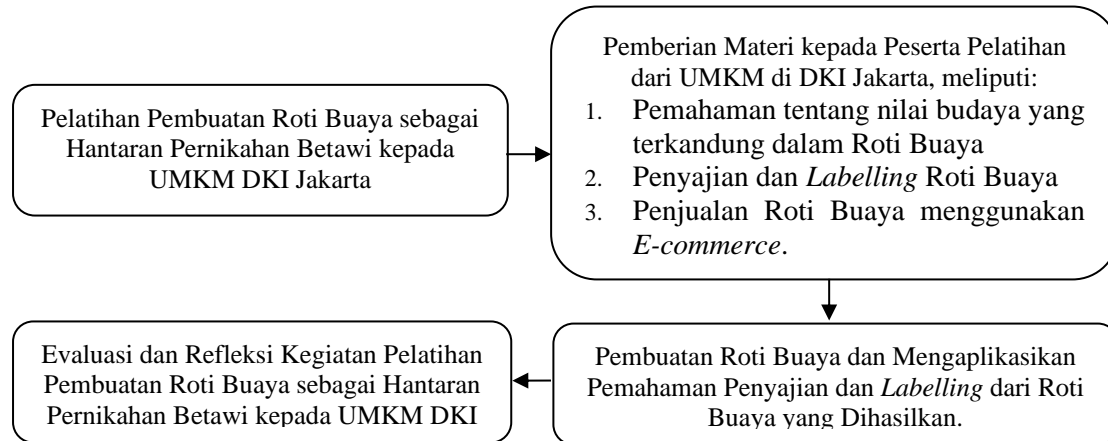 Pelatihan Pembuatan Roti Buaya sebagai
Hantaran Pernikahan Betawi kepada
UMKM DKI Jakarta
Pemberian Materi kepada Peserta Pelatihan
dari UMKM di DKI Jakarta, meliputi:
1. Pemahaman tentang nilai budaya yang
terkandung dalam Roti Buaya
2. Penyajian dan Labelling Roti Buaya
3. Penjualan Roti Buaya menggunakan
E-commerce.
Pembuatan Roti Buaya dan Mengaplikasikan
Pemahaman Penyajian dan Labelling dari Roti
Buaya yang Dihasilkan.
Evaluasi dan Refleksi Kegiatan Pelatihan
Pembuatan Roti Buaya sebagai Hantaran
Pernikahan Betawi kepada UMKM DKI